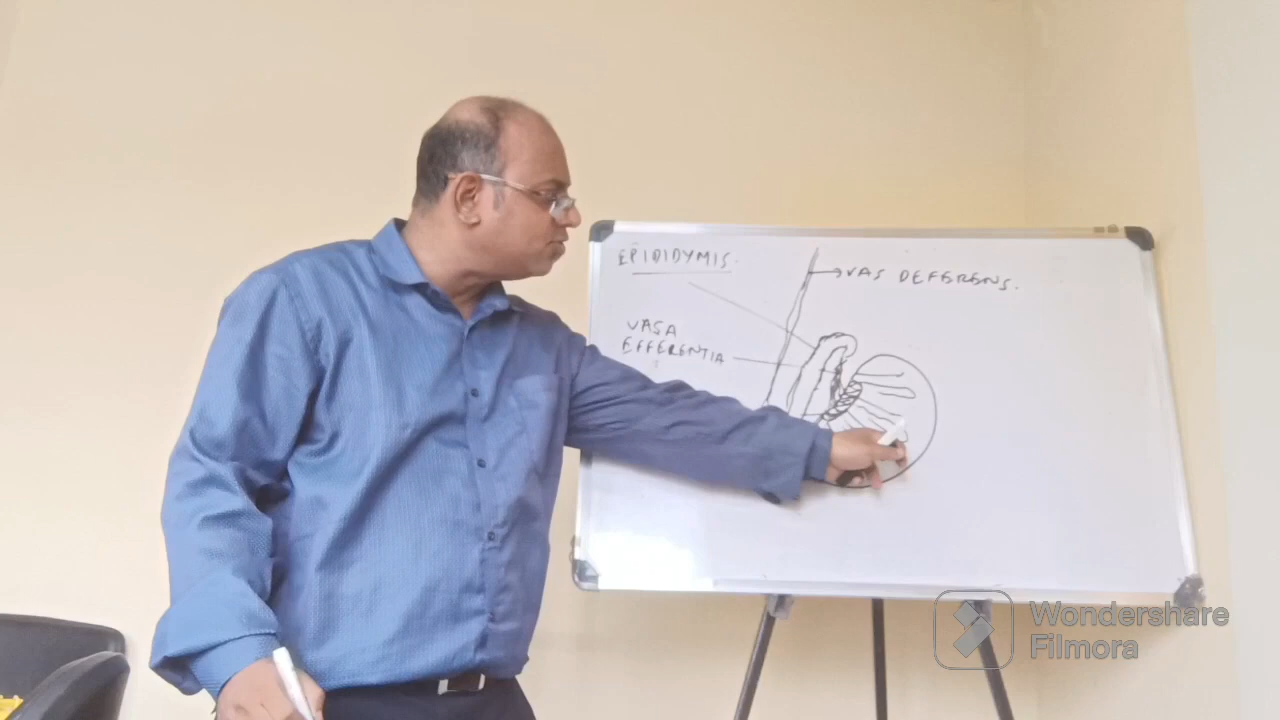 EPIDIDYMIS.
VAS DEFERENS.
VASA
EFFERENTIA
Wondershare
Filmora